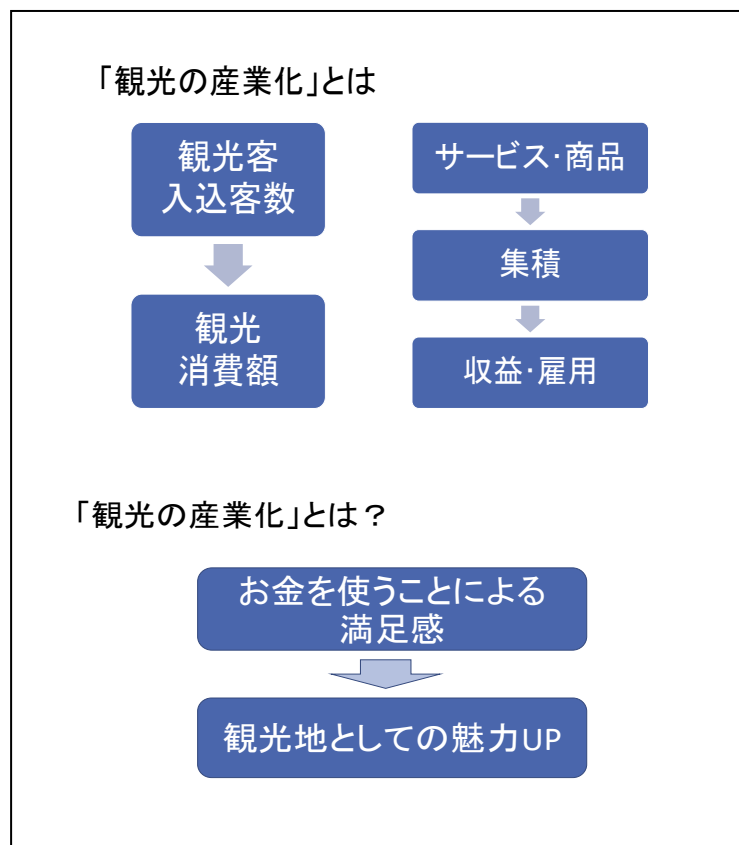 「観光の産業化」とは
観光客
入込客数
観光
消費額
サービス・商品
集積
収益・雇用
「観光の産業化」とは？
お金を使うことによる
満足感
観光地としての魅力UP